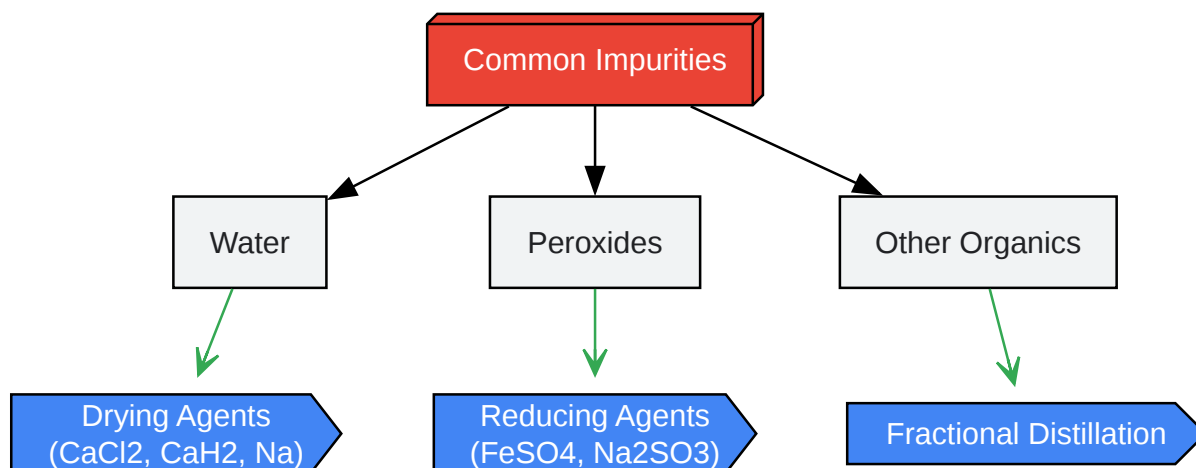 Common Impurities
Water
Peroxides
Other Organics
Drying Agents
(CaCl2, CaH2, Na)
Reducing Agents
(FeSO4, Na2SO3)
Fractional Distillation